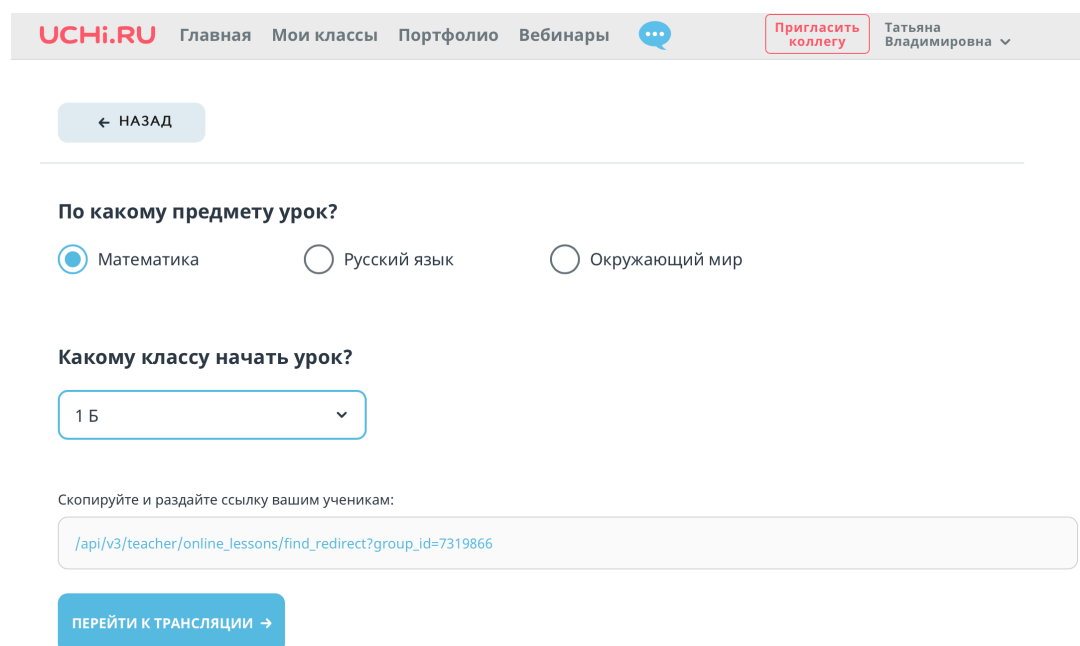 UCHi.RU Главная Мои классы Портфолио Вебинары Пригласить коллегу Татьяна Владимировна
← НАЗАД
По какому предмету урок?
Математика Русский язык Окружающий мир
Какому классу начать урок?
1 Б
Скопируйте и раздайте ссылку вашим ученикам:
/api/v3/teacher/online_lessons/find_redirect?group_id=7319866
ПЕРЕЙТИ К ТРАНСЛЯЦИИ →